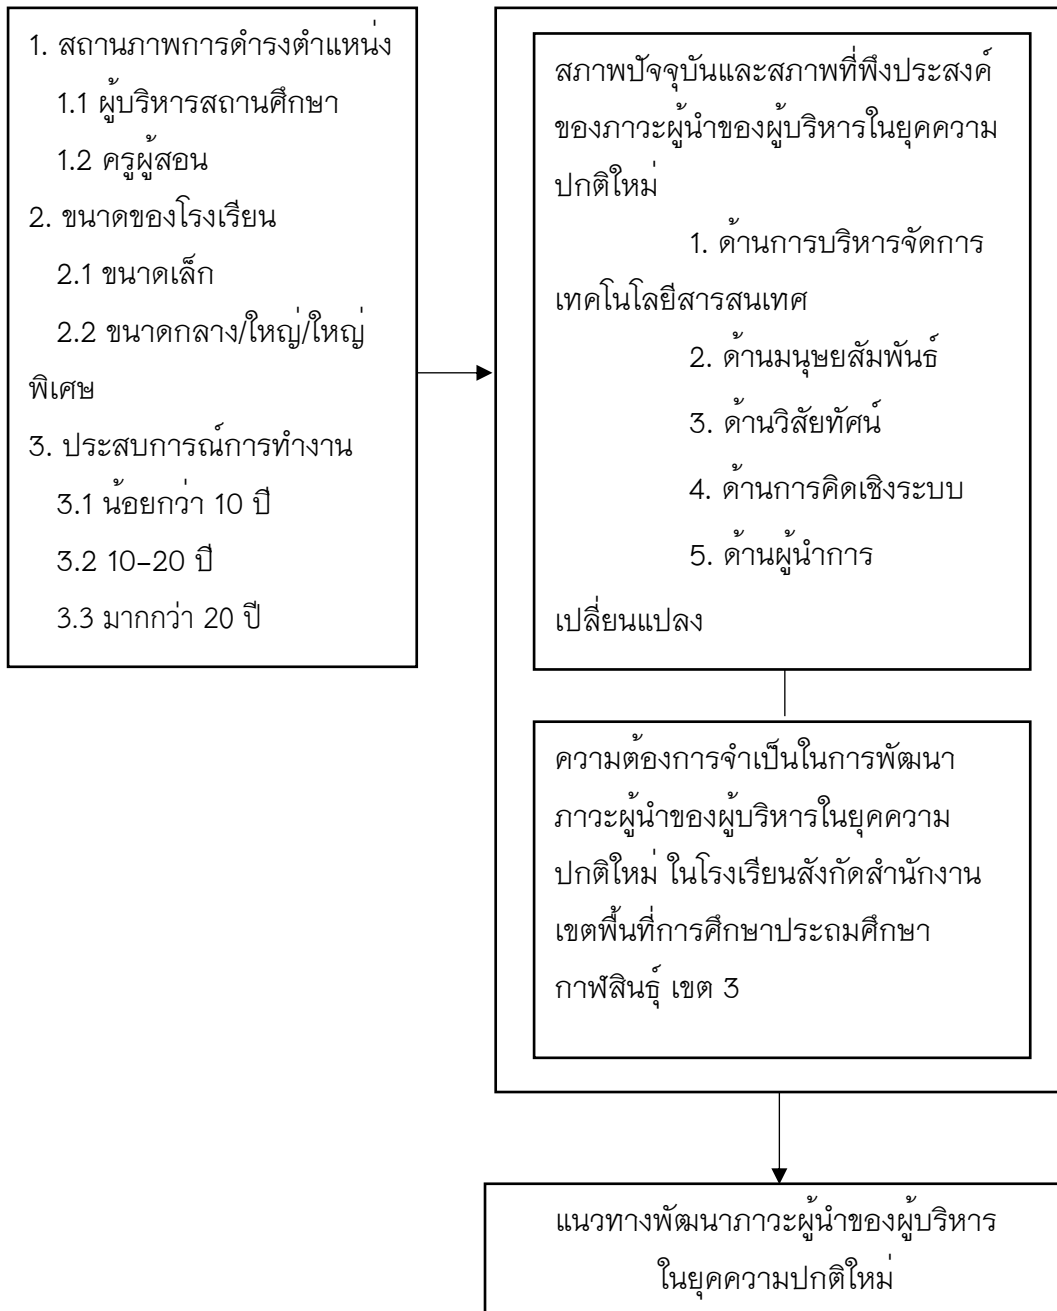 1. สถานภาพการดำรงตำแหน่ง
1.1 ผู้บริหารสถานศึกษา
1.2 ครูผู้สอน
2. ขนาดของโรงเรียน
2.1 ขนาดเล็ก
2.2 ขนาดกลาง/ใหญ่/ใหญ่
พิเศษ
3. ประสบการณ์การทำงาน
3.1 น้อยกว่า 10 ปี
3.2 10–20 ปี
3.3 มากกว่า 20 ปี
สภาพปัจจุบันและสภาพที่พึงประสงค์
ของภาวะผู้นำของผู้บริหารในยุคความ
ปกติใหม่
1. ด้านการบริหารจัดการ
เทคโนโลยีสารสนเทศ
2. ด้านมนุษยสัมพันธ์
3. ด้านวิสัยทัศน์
4. ด้านการคิดเชิงระบบ
5. ด้านผู้นำการ
เปลี่ยนแปลง
ความต้องการจำเป็นในการพัฒนา
ภาวะผู้นำของผู้บริหารในยุคความ
ปกติใหม่ ในโรงเรียนสังกัดสำนักงาน
เขตพื้นที่การศึกษาประถมศึกษา
กาฬสินธุ์ เขต 3
แนวทางพัฒนาภาวะผู้นำของผู้บริหาร
ในยุคความปกติใหม่